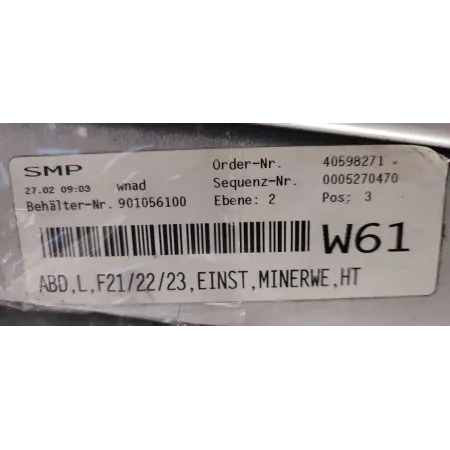 SMP Order-Nr. 40598271
27.02 09:03 wnad Sequenz-Nr. 0005270470
Behälter-Nr. 901056100 Ebene: 2 Pos: 3
W61
ABD,L,F21/22/23,EINST,MINERWE,HT